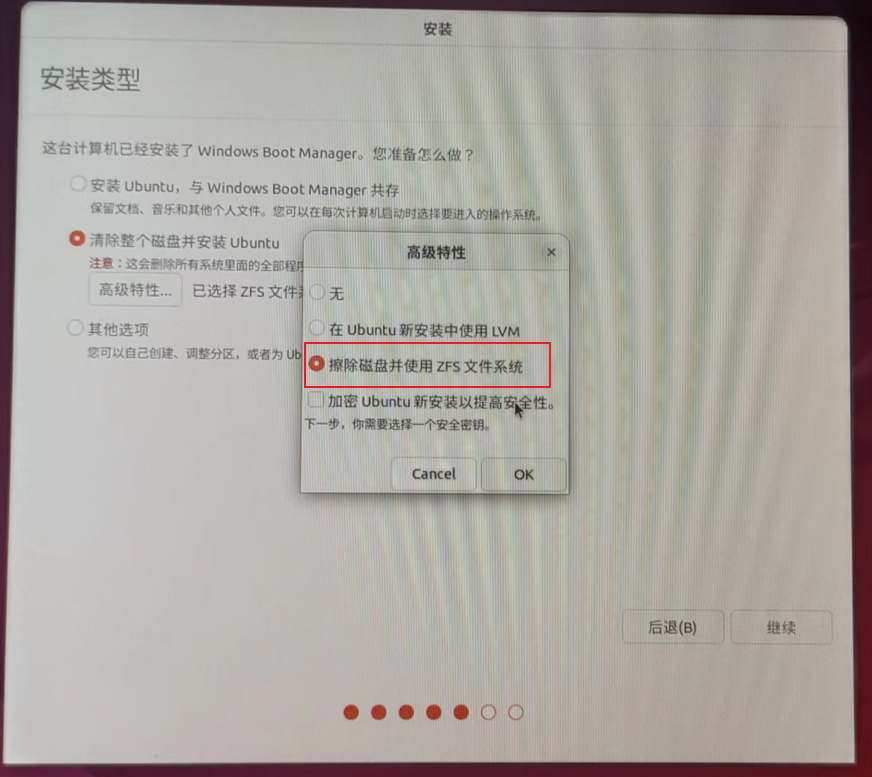 安装
安装类型
这台计算机已经安装了 Windows Boot Manager。您准备怎么做？
安装 Ubuntu，与 Windows Boot Manager 共存
保留文档、音乐和其他个人文件。您可以在每次计算机启动时选择要进入的操作系统。
清除整个磁盘并安装 Ubuntu
注意：这会删除所有系统里面的全部程序
高级特性... 已选择 ZFS 文件系
其他选项
您可以自己创建、调整分区，或者为 Ub
高级特性
无
在 Ubuntu 新安装中使用 LVM
擦除磁盘并使用 ZFS 文件系统
加密 Ubuntu 新安装以提高安全性。
下一步，你需要选择一个安全密钥。
Cancel OK
后退(B) 继续